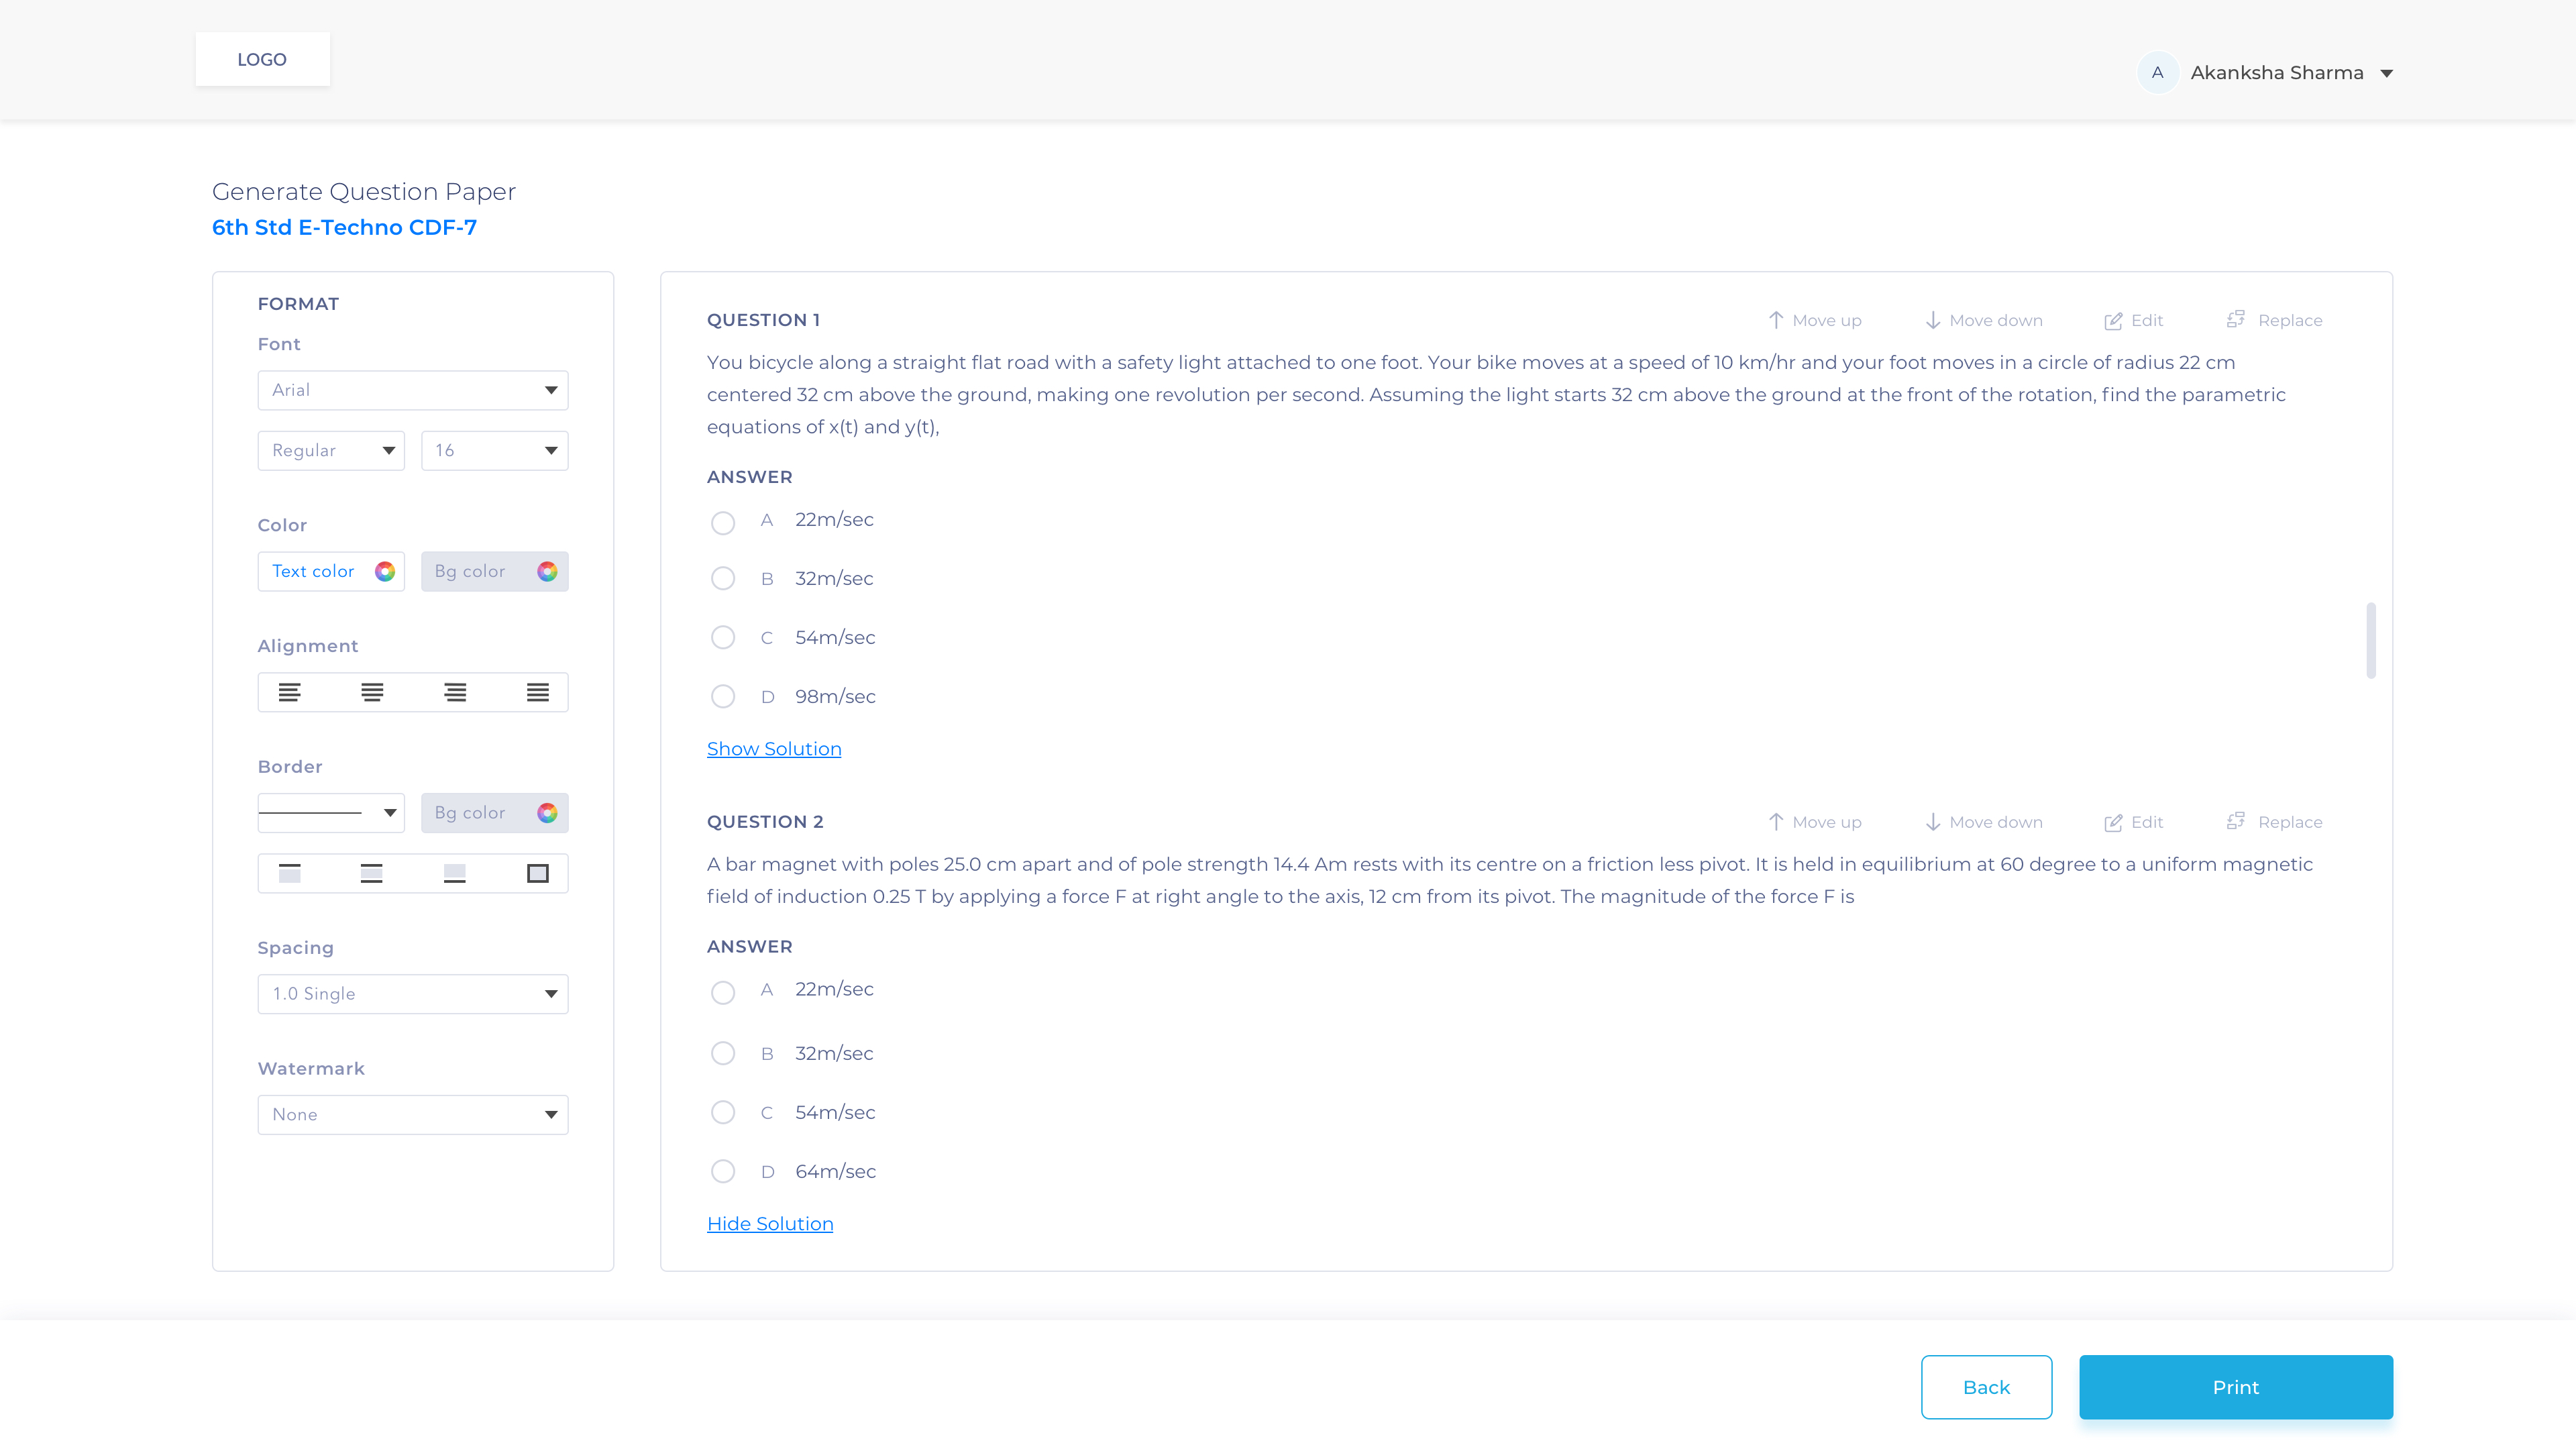 LOGO
A Akanksha Sharma
Generate Question Paper
6th Std E-Techno CDF-7
FORMAT
Font
Arial
Regular 16
Color
Text color Bg color
Alignment
Border
Bg color
Spacing
1.0 Single
Watermark
None
QUESTION 1 Move up Move down Edit Replace
You bicycle along a straight flat road with a safety light attached to one foot. Your bike moves at a speed of 10 km/hr and your foot moves in a circle of radius 22 cm
centered 32 cm above the ground, making one revolution per second. Assuming the light starts 32 cm above the ground at the front of the rotation, find the parametric
equations of x(t) and y(t),
ANSWER
A 22m/sec
B 32m/sec
C 54m/sec
D 98m/sec
Show Solution
QUESTION 2 Move up Move down Edit Replace
A bar magnet with poles 25.0 cm apart and of pole strength 14.4 Am rests with its centre on a friction less pivot. It is held in equilibrium at 60 degree to a uniform magnetic
field of induction 0.25 T by applying a force F at right angle to the axis, 12 cm from its pivot. The magnitude of the force F is
ANSWER
A 22m/sec
B 32m/sec
C 54m/sec
D 64m/sec
Hide Solution
Back Print